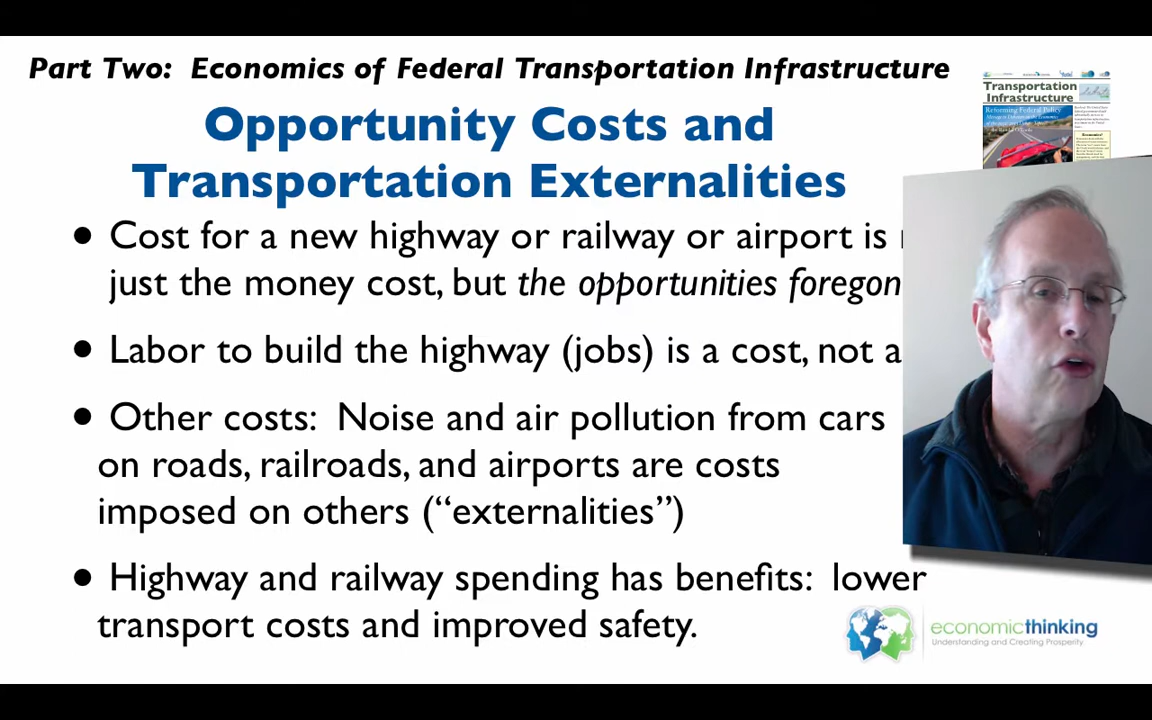 Part Two: Economics of Federal Transportation Infrastructure
Opportunity Costs and
Transportation Externalities
Transportation
Infrastructure
Reforming Federal Policy
• Cost for a new highway or railway or airport is
just the money cost, but the opportunities foregon
• Labor to build the highway (jobs) is a cost, not a
• Other costs: Noise and air pollution from cars
on roads, railroads, and airports are costs
imposed on others (“externalities”)
• Highway and railway spending has benefits: lower
transport costs and improved safety.
economicthinking
Understanding and Creating Prosperity